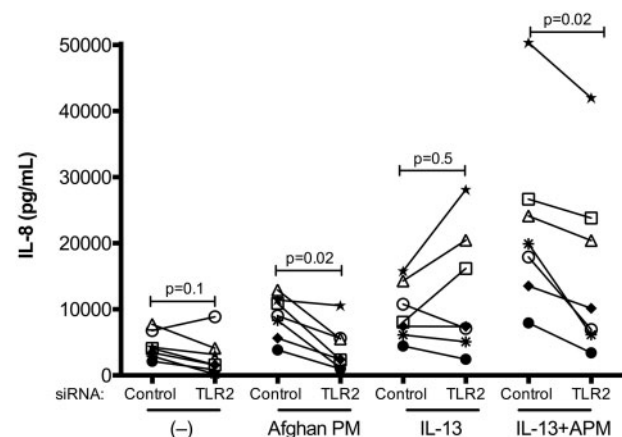 p=0.02
50000
40000
p=0.5
30000
IL-8 (pg/mL)
20000
p=0.02
p=0.1
10000
0
siRNA: Control TLR2 Control TLR2 Control TLR2 Control TLR2
(–) Afghan PM IL-13 IL-13+APM